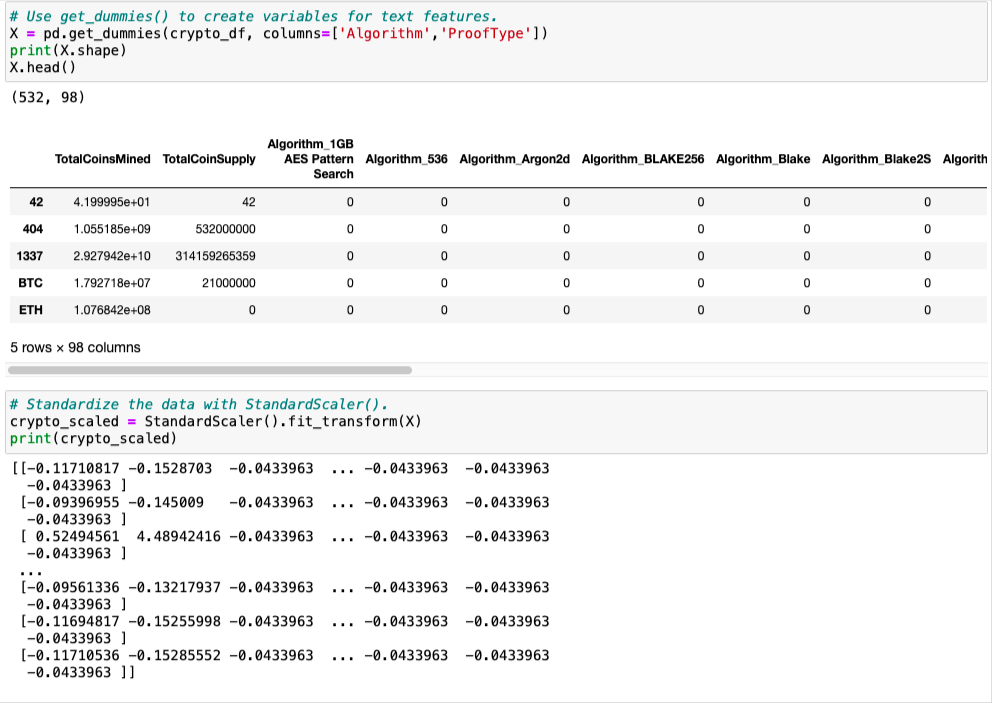 # Use get_dummies() to create variables for text features.
X = pd.get_dummies(crypto_df, columns=['Algorithm','ProofType'])
print(X.shape)
X.head()
(532, 98)
TotalCoinsMined TotalCoinSupply Algorithm_1GB AES Pattern Search Algorithm_536 Algorithm_Argon2d Algorithm_BLAKE256 Algorithm_Blake Algorithm_Blake2S Algorith
42 4.199995e+01 42 0 0 0 0 0 0
404 1.055185e+09 532000000 0 0 0 0 0 0
1337 2.927942e+10 314159265359 0 0 0 0 0 0
BTC 1.792718e+07 21000000 0 0 0 0 0 0
ETH 1.076842e+08 0 0 0 0 0 0 0
5 rows × 98 columns
# Standardize the data with StandardScaler().
crypto_scaled = StandardScaler().fit_transform(X)
print(crypto_scaled)
[[-0.11710817 -0.1528703  -0.0433963  ... -0.0433963  -0.0433963
  -0.0433963 ]
 [-0.09396955 -0.145009   -0.0433963  ... -0.0433963  -0.0433963
  -0.0433963 ]
 [ 0.52494561  4.48942416 -0.0433963  ... -0.0433963  -0.0433963
  -0.0433963 ]
 ...
 [-0.09561336 -0.13217937 -0.0433963  ... -0.0433963  -0.0433963
  -0.0433963 ]
 [-0.11694817 -0.15255998 -0.0433963  ... -0.0433963  -0.0433963
  -0.0433963 ]
 [-0.11710536 -0.15285552 -0.0433963  ... -0.0433963  -0.0433963
  -0.0433963 ]]